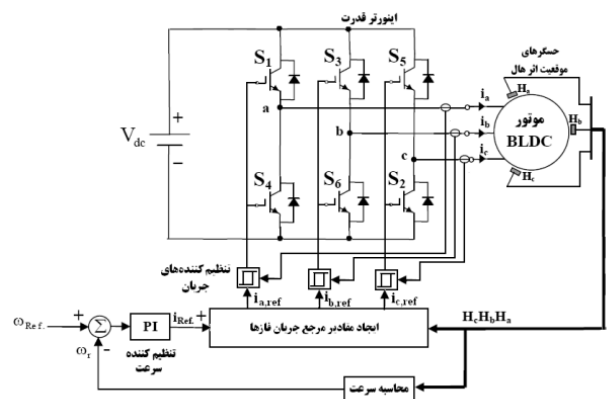 اینورتر قدرت
حسگرهای
موقعیت اثر هال
S1
S3
S5
Ha
ia
a
موتور
BLDC
ib
Hb
b
Vdc
+
−
ic
c
Hc
S4
S6
S2
تنظیم کننده‌های
جریان
ia,ref
ib,ref
ic,ref
ωRef.
+
Σ
PI
iRef.
+
ایجاد مقادیر مرجع جریان فازها
HcHbHa
ωr
−
تنظیم کننده
سرعت
محاسبه سرعت